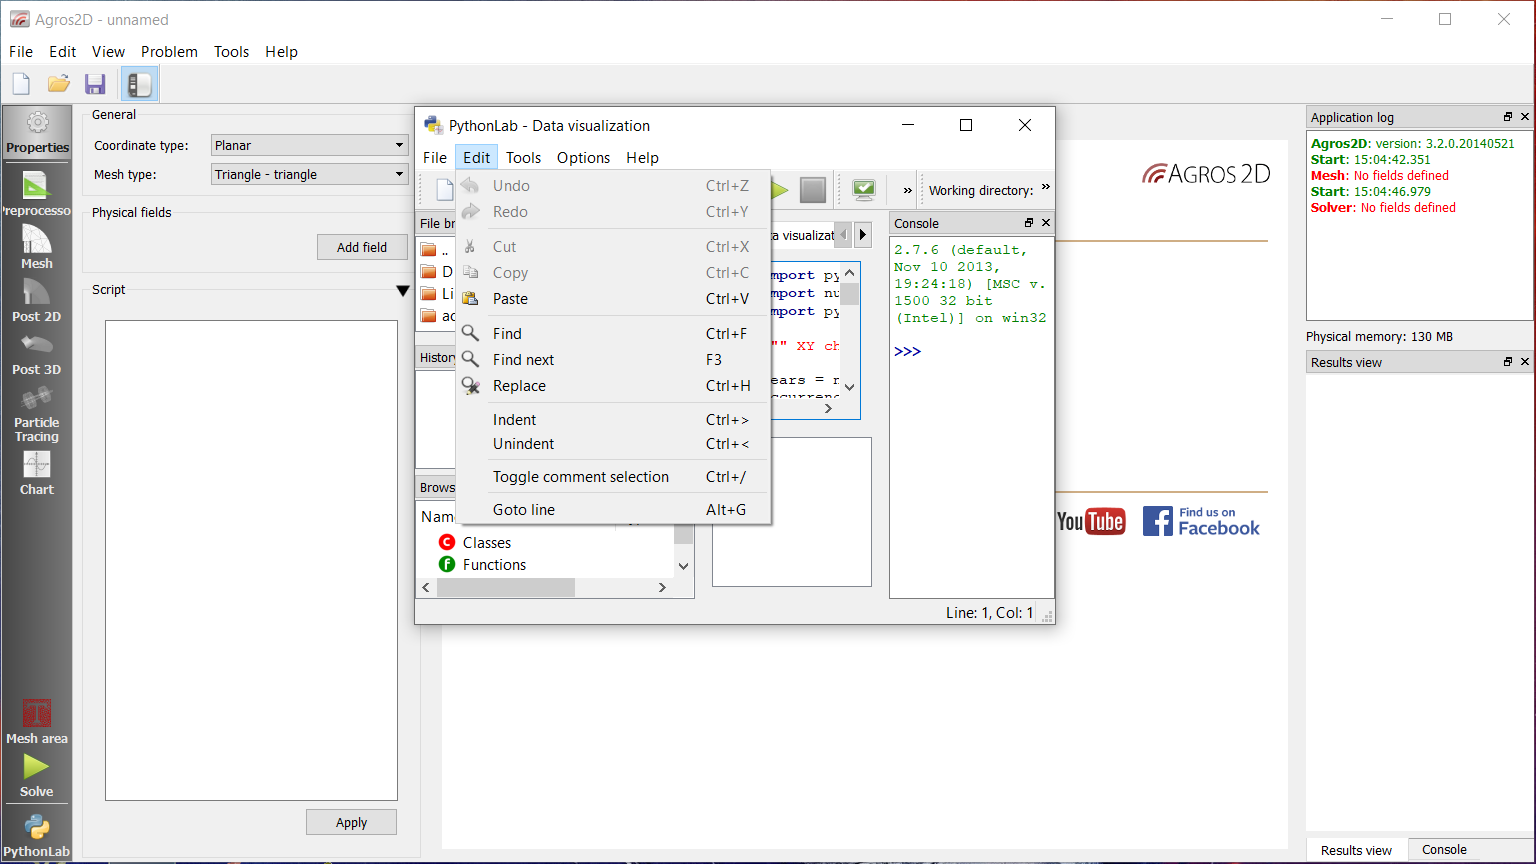 Agros2D - unnamed
File Edit View Problem Tools Help
Properties
Preprocesso
Mesh
Post 2D
Post 3D
Particle
Tracing
Chart
Mesh area
Solve
PythonLab
General
Coordinate type: Planar
Mesh type: Triangle - triangle
Physical fields
Add field
Script
Apply
PythonLab - Data visualization
File Edit Tools Options Help
Working directory:
Undo Ctrl+Z
Redo Ctrl+Y
Cut Ctrl+X
Copy Ctrl+C
Paste Ctrl+V
Find Ctrl+F
Find next F3
Replace Ctrl+H
Indent Ctrl+>
Unindent Ctrl+<
Toggle comment selection Ctrl+/
Goto line Alt+G
File br
..
D
Li
ac
History
Brows
Name
Classes
Functions
ta visualizat
mport py
mport nu
mport py
"" XY ch
ears = n
Console
2.7.6 (default,
Nov 10 2013,
19:24:18) [MSC v.
1500 32 bit
(Intel)] on win32
>>>
Line: 1, Col: 1
AGROS 2D
YouTube
Find us on
Facebook
Application log
Agros2D: version: 3.2.0.20140521
Start: 15:04:42.351
Mesh: No fields defined
Start: 15:04:46.979
Solver: No fields defined
Physical memory: 130 MB
Results view
Results view Console